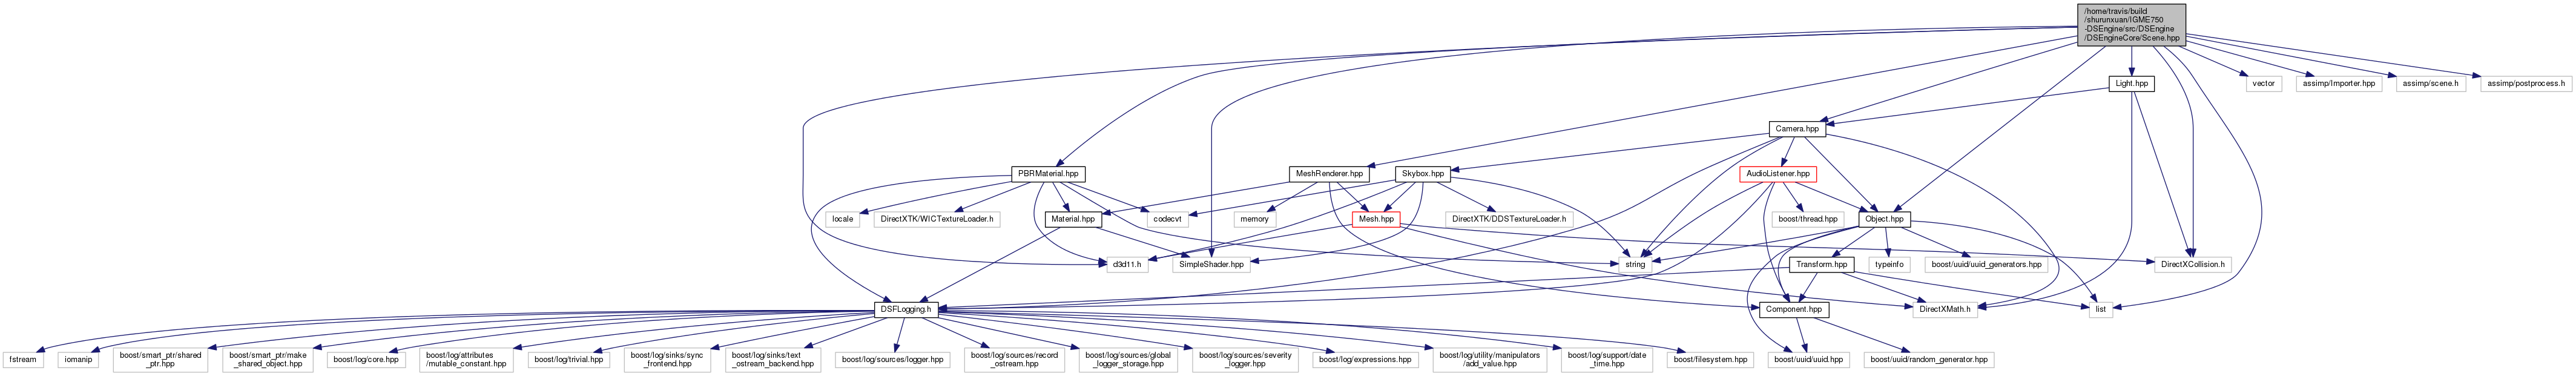 /home/travis/build
/shurunxuan/IGME750
-DSEngine/src/DSEngine
/DSEngineCore/Scene.hpp
Light.hpp
vector
assimp/Importer.hpp
assimp/scene.h
assimp/postprocess.h
Camera.hpp
PBRMaterial.hpp
MeshRenderer.hpp
Skybox.hpp
AudioListener.hpp
locale
DirectXTK/WICTextureLoader.h
Material.hpp
codecvt
memory
Mesh.hpp
DirectXTK/DDSTextureLoader.h
boost/thread.hpp
Object.hpp
d3d11.h
SimpleShader.hpp
string
Transform.hpp
typeinfo
boost/uuid/uuid_generators.hpp
DirectXCollision.h
DSFLogging.h
Component.hpp
DirectXMath.h
list
fstream
iomanip
boost/smart_ptr/shared
_ptr.hpp
boost/smart_ptr/make
_shared_object.hpp
boost/log/core.hpp
boost/log/attributes
/mutable_constant.hpp
boost/log/trivial.hpp
boost/log/sinks/sync
_frontend.hpp
boost/log/sinks/text
_ostream_backend.hpp
boost/log/sources/logger.hpp
boost/log/sources/record
_ostream.hpp
boost/log/sources/global
_logger_storage.hpp
boost/log/sources/severity
_logger.hpp
boost/log/expressions.hpp
boost/log/utility/manipulators
/add_value.hpp
boost/log/support/date
_time.hpp
boost/filesystem.hpp
boost/uuid/uuid.hpp
boost/uuid/random_generator.hpp